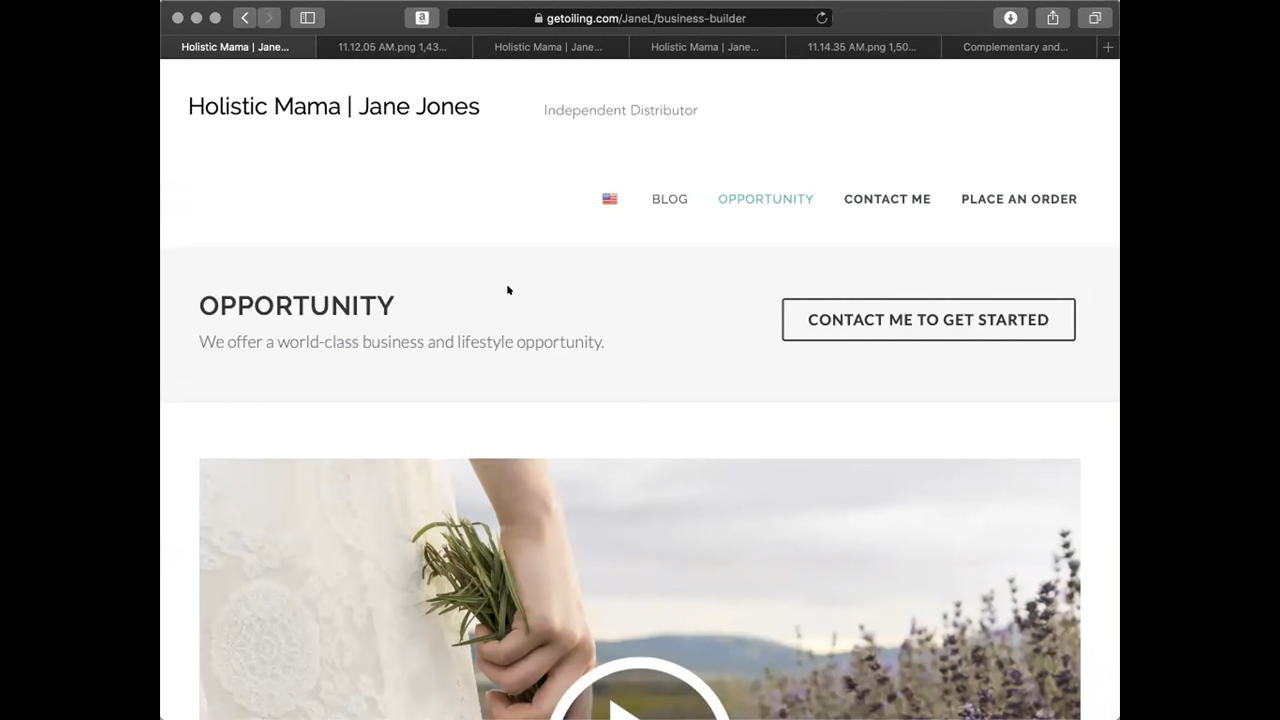 getoiling.com/JaneL/business-builder
Holistic Mama | Jane...
11.12.05 AM.png 1,43...
Holistic Mama | Jane...
Holistic Mama | Jane...
11.14.35 AM.png 1,50...
Complementary and...
Holistic Mama | Jane Jones
Independent Distributor
BLOG
OPPORTUNITY
CONTACT ME
PLACE AN ORDER
OPPORTUNITY
We offer a world-class business and lifestyle opportunity.
CONTACT ME TO GET STARTED